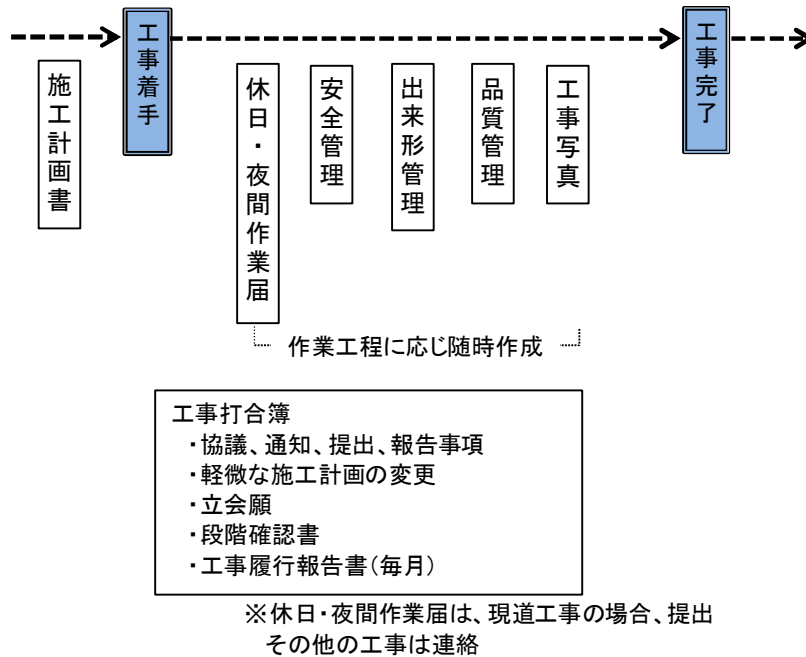 施工計画書
工事着手
休日・夜間作業届
安全管理
出来形管理
品質管理
工事写真
工事完了
作業工程に応じ随時作成
工事打合簿
・協議、通知、提出、報告事項
・軽微な施工計画の変更
・立会願
・段階確認書
・工事履行報告書(毎月)
※休日・夜間作業届は、現道工事の場合、提出
その他の工事は連絡